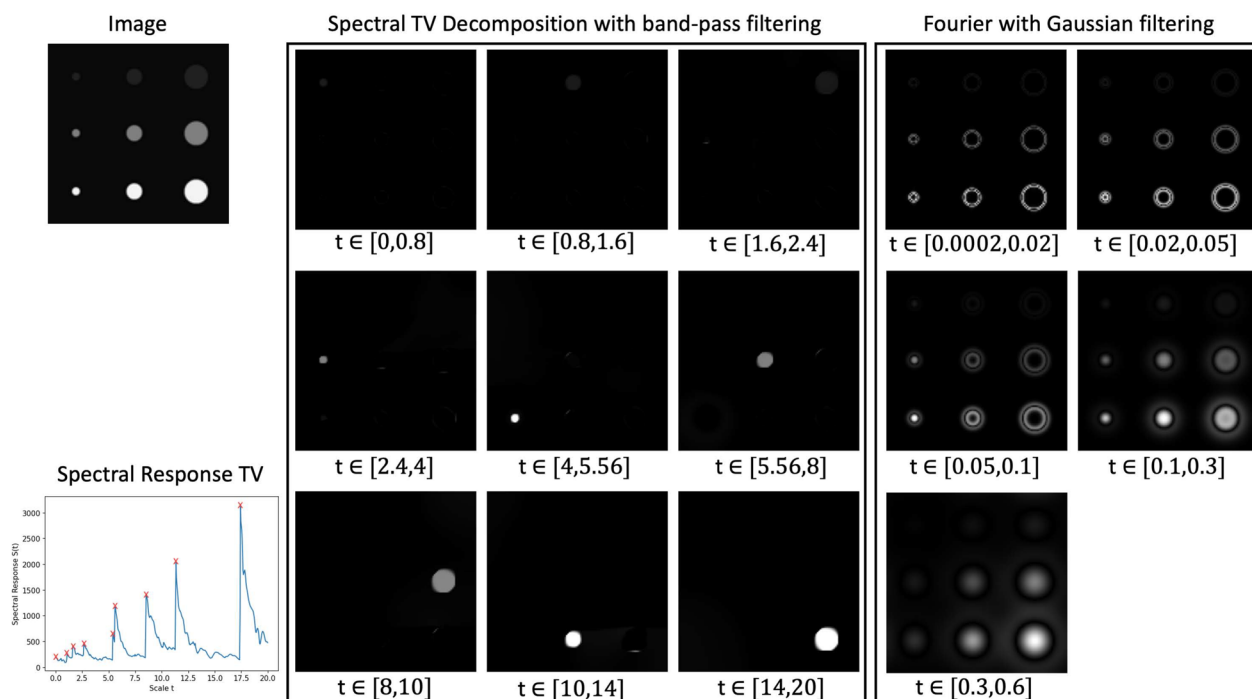 Image
Spectral TV Decomposition with band-pass filtering
Fourier with Gaussian filtering
t ∈ [0,0.8]
t ∈ [0.8,1.6]
t ∈ [1.6,2.4]
t ∈ [0.0002,0.02]
t ∈ [0.02,0.05]
t ∈ [2.4,4]
t ∈ [4,5.56]
t ∈ [5.56,8]
t ∈ [0.05,0.1]
t ∈ [0.1,0.3]
Spectral Response TV
Spectral Response S(t)
3000
2500
2000
1500
1000
500
0
0.0 2.5 5.0 7.5 10.0 12.5 15.0 17.5 20.0
Scale t
t ∈ [8,10]
t ∈ [10,14]
t ∈ [14,20]
t ∈ [0.3,0.6]